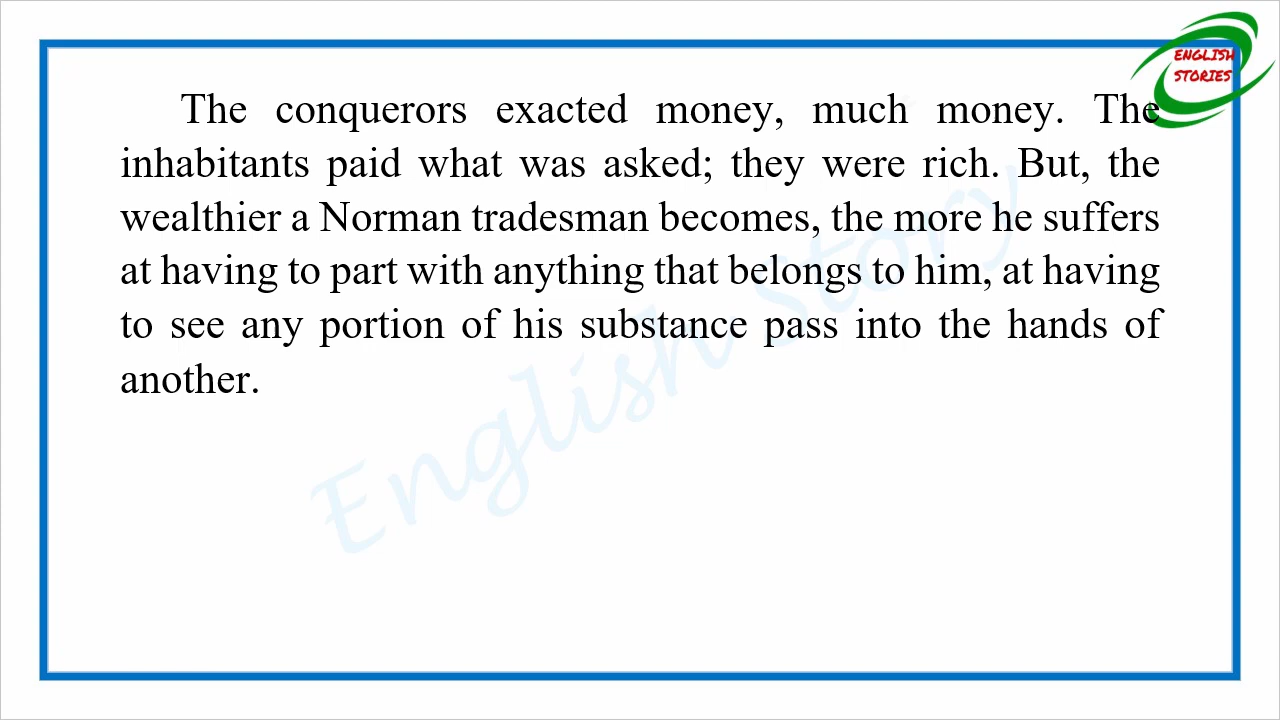 ENGLISH
STORIES
The conquerors exacted money, much money. The
inhabitants paid what was asked; they were rich. But, the
wealthier a Norman tradesman becomes, the more he suffers
at having to part with anything that belongs to him, at having
to see any portion of his substance pass into the hands of
another.
English Story